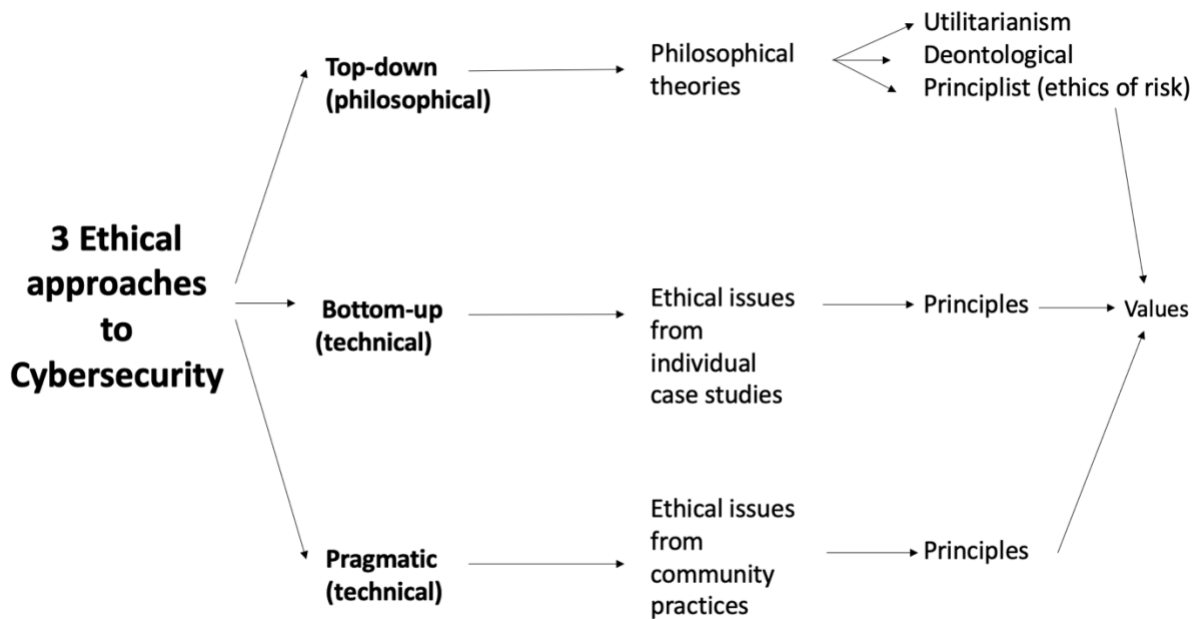 3 Ethical
approaches
to
Cybersecurity
Top-down
(philosophical)
Philosophical
theories
Utilitarianism
Deontological
Principlist (ethics of risk)
Bottom-up
(technical)
Ethical issues
from
individual
case studies
Principles
Values
Pragmatic
(technical)
Ethical issues
from
community
practices
Principles